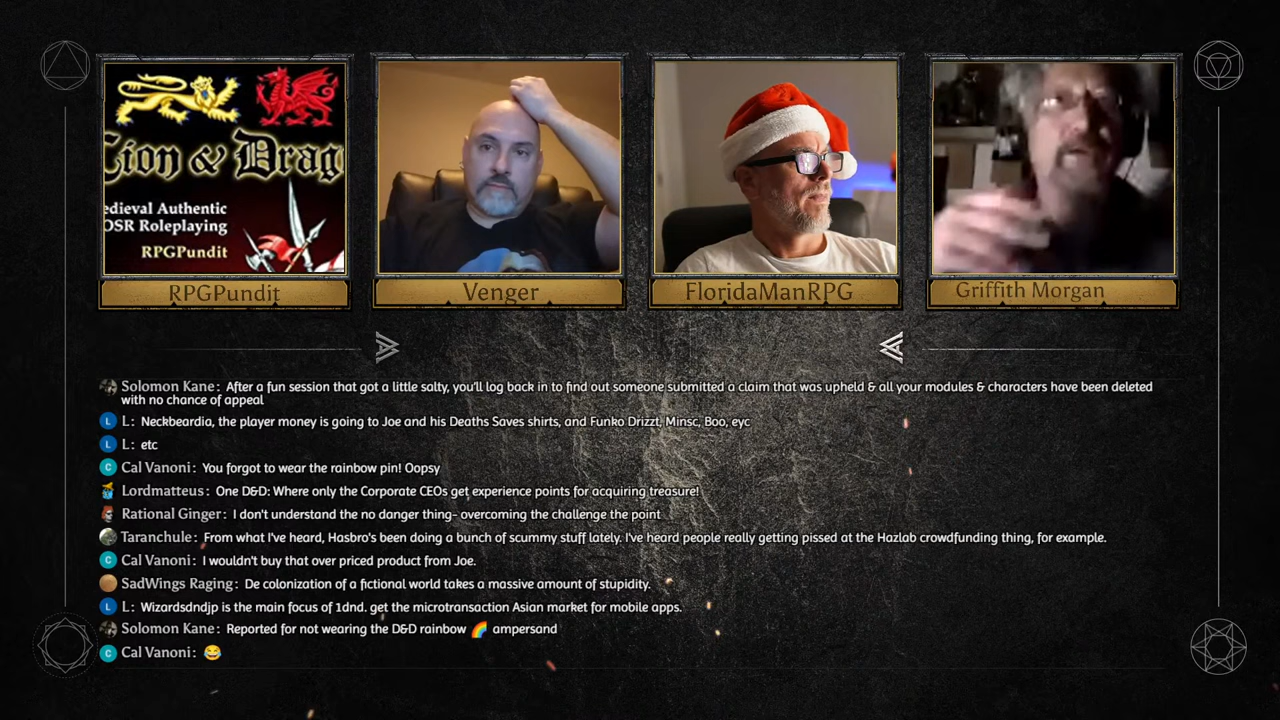 Lion & Drag
edieval Authentic
OSR Roleplaying
RPGPundit
RPGPundit
Venger
FloridaManRPG
Griffith Morgan
Solomon Kane: After a fun session that got a little salty, you'll log back in to find out someone submitted a claim that was upheld & all your modules & characters have been deleted
with no chance of appeal
L L: Neckbeardia, the player money is going to Joe and his Deaths Saves shirts, and Funko Drizzt, Minsc, Boo, eyc
L L: etc
C Cal Vanoni: You forgot to wear the rainbow pin! Oopsy
Lordmatteus: One D&D: Where only the Corporate CEOs get experience points for acquiring treasure!
Rational Ginger: I don't understand the no danger thing- overcoming the challenge the point
Taranchule: From what I've heard, Hasbro's been doing a bunch of scummy stuff lately. I've heard people really getting pissed at the Hazlab crowdfunding thing, for example.
C Cal Vanoni: I wouldn't buy that over priced product from Joe.
SadWings Raging: De colonization of a fictional world takes a massive amount of stupidity.
L L: Wizardsdndjp is the main focus of 1dnd. get the microtransaction Asian market for mobile apps.
Solomon Kane: Reported for not wearing the D&D rainbow 🌈 ampersand
C Cal Vanoni: 😂